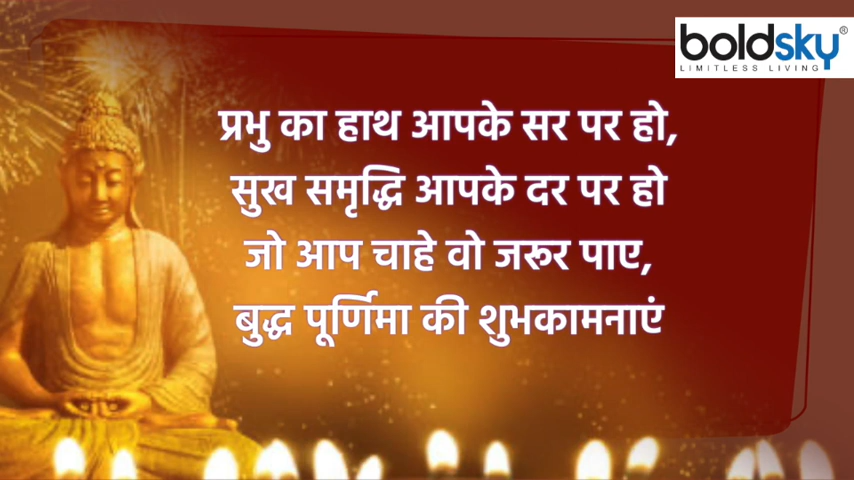 boldsky®
LIMITLESS LIVING
प्रभु का हाथ आपके सर पर हो,
सुख समृद्धि आपके दर पर हो
जो आप चाहे वो जरूर पाए,
बुद्ध पूर्णिमा की शुभकामनाएं